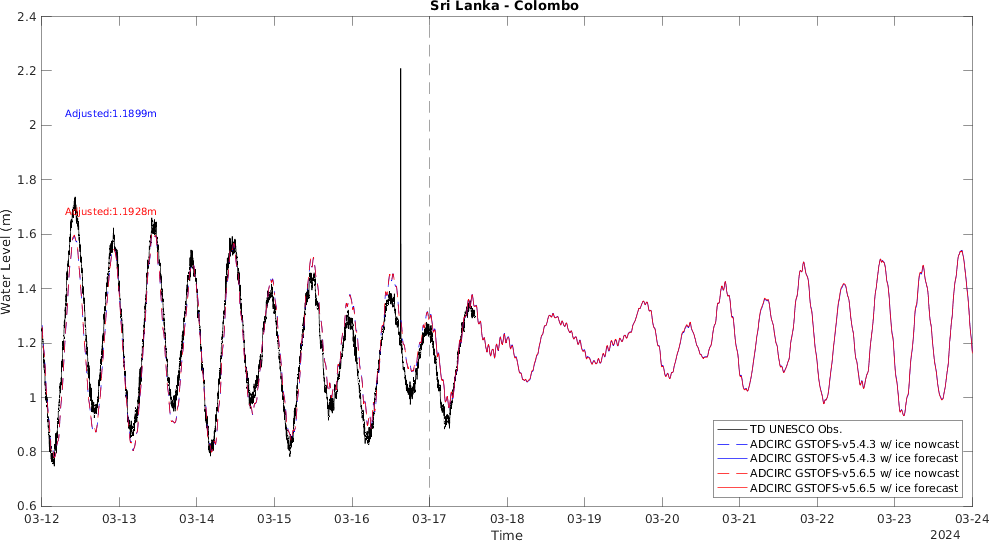 Sri Lanka - Colombo
2.4
2.2
2
1.8
1.6
1.4
1.2
1
0.8
0.6
Water Level (m)
Adjusted:1.1899m
Adjusted:1.1928m
TD UNESCO Obs.
ADCIRC GSTOFS-v5.4.3 w/ ice nowcast
ADCIRC GSTOFS-v5.4.3 w/ ice forecast
ADCIRC GSTOFS-v5.6.5 w/ ice nowcast
ADCIRC GSTOFS-v5.6.5 w/ ice forecast
03-12 03-13 03-14 03-15 03-16 03-17 03-18 03-19 03-20 03-21 03-22 03-23 03-24
Time
2024